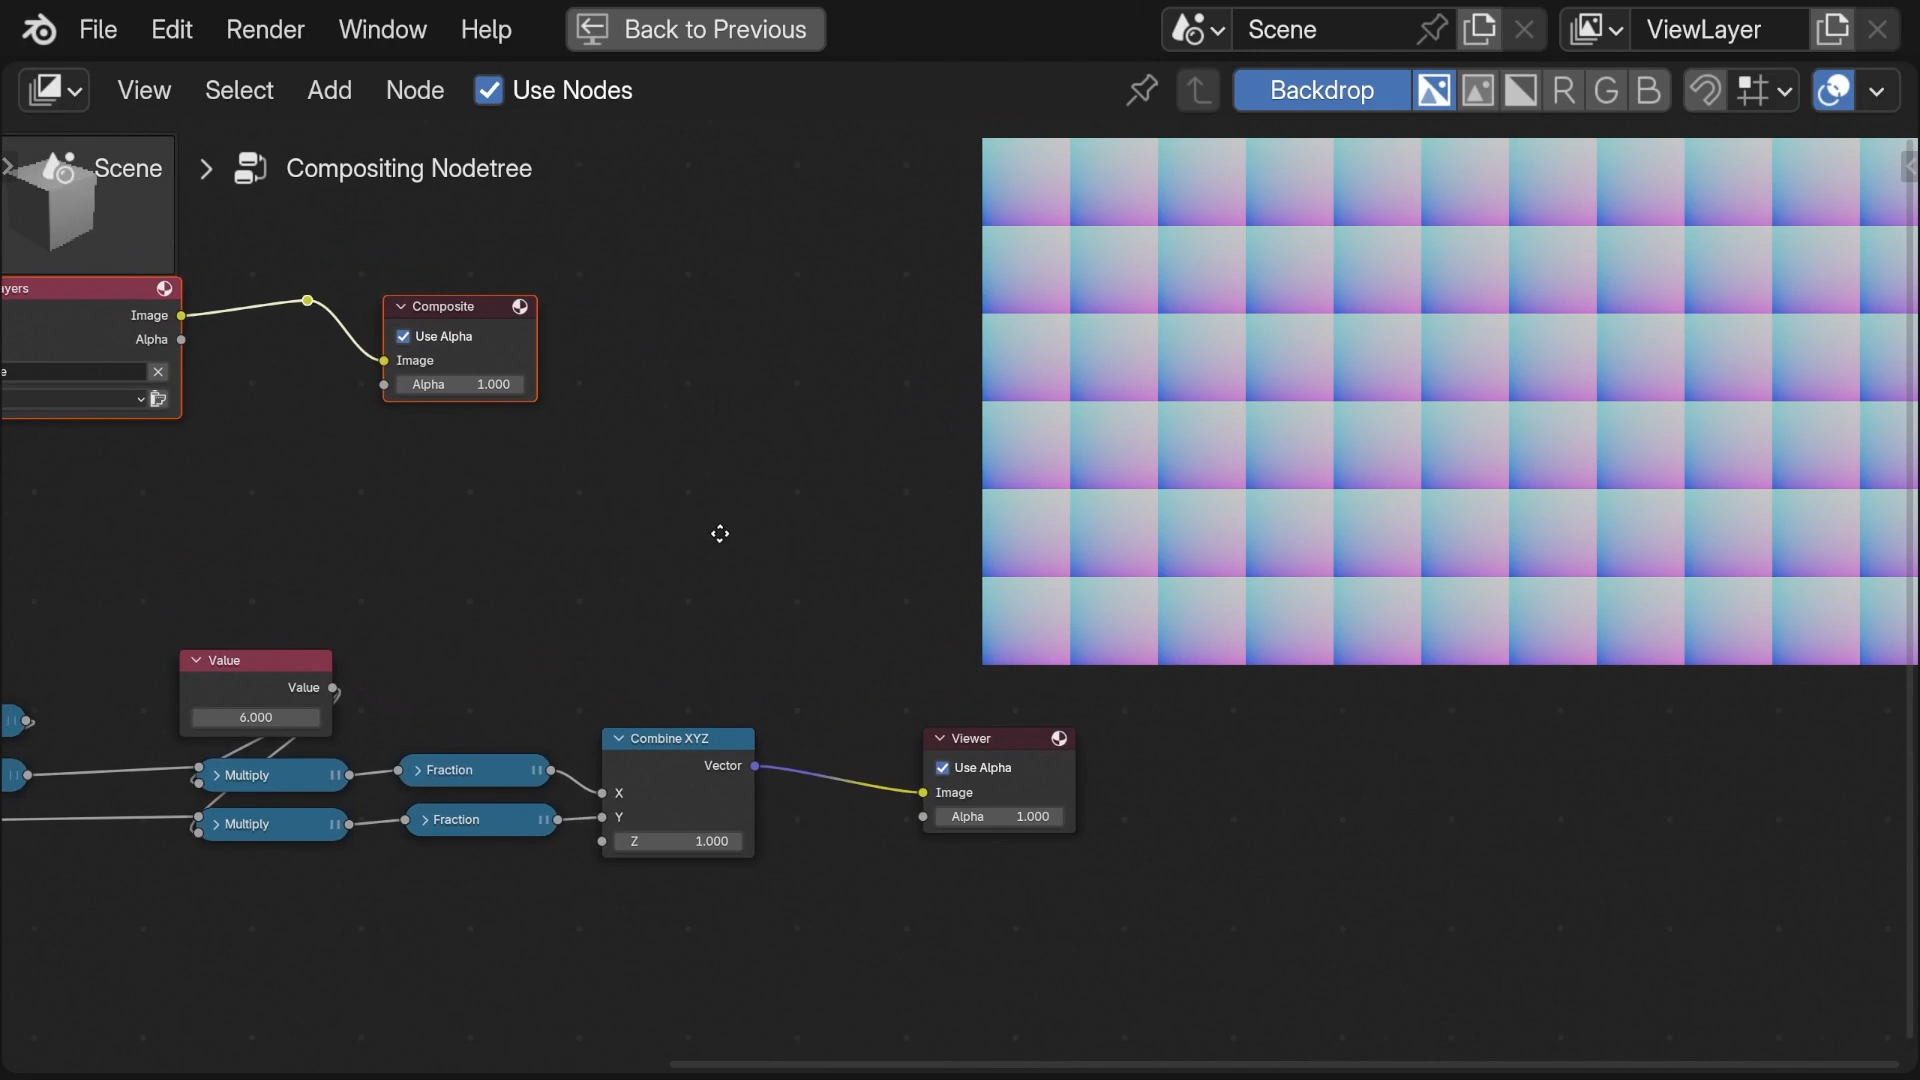 File Edit Render Window Help Back to Previous Scene ViewLayer
View Select Add Node Use Nodes Backdrop R G B
Scene Compositing Nodetree
ayers
Image
Alpha
e
Composite
Use Alpha
Image
Alpha 1.000
Value
Value
6.000
Multiply
Fraction
Multiply
Fraction
Combine XYZ
Vector
X
Y
Z 1.000
Viewer
Use Alpha
Image
Alpha 1.000